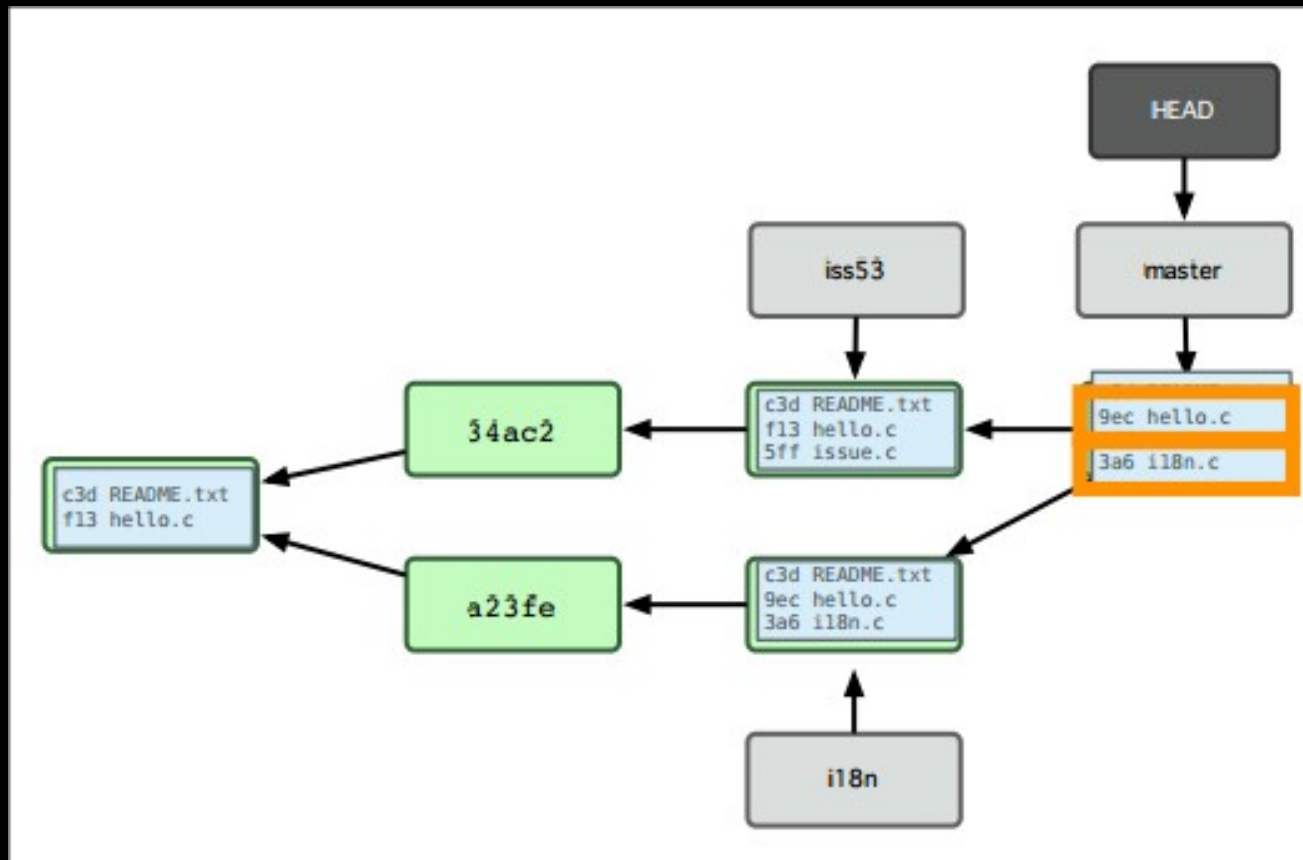 HEAD
iss53
master
34ac2
c3d README.txt
f13 hello.c
5ff issue.c
9ec hello.c
3a6 i18n.c
c3d README.txt
f13 hello.c
a23fe
c3d README.txt
9ec hello.c
3a6 i18n.c
i18n